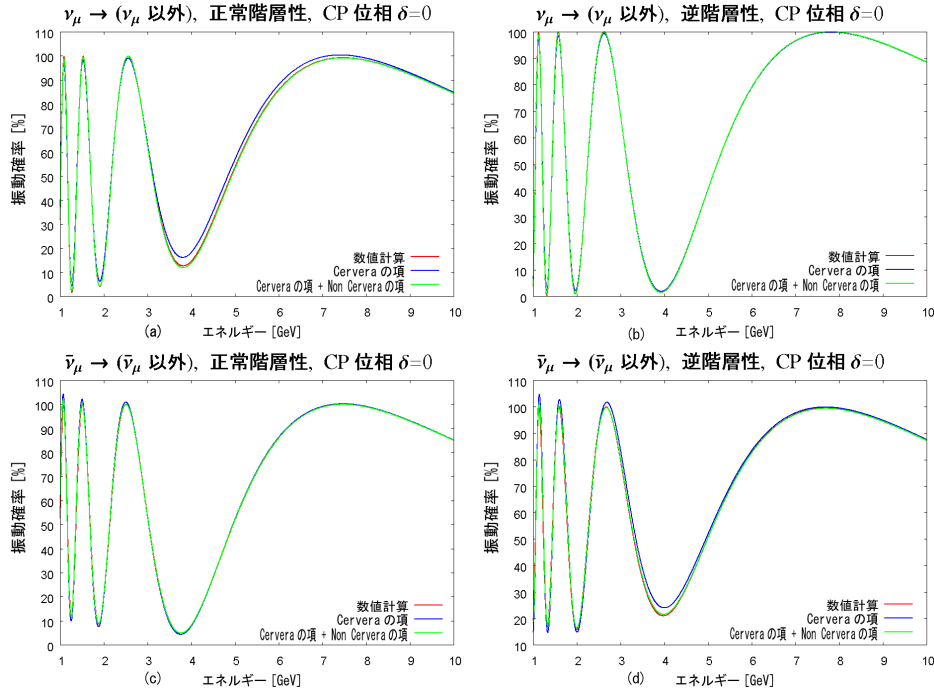 νμ → (νμ 以外), 正常階層性, CP 位相 δ=0
110
100
90
80
70
60
50
40
30
20
10
0
振動確率 [%]
数値計算
Cervera の項
Cervera の項 + Non Cervera の項
1 2 3 4 5 6 7 8 9 10
(a) エネルギー [GeV]
νμ → (νμ 以外), 逆階層性, CP 位相 δ=0
100
90
80
70
60
50
40
30
20
10
0
振動確率 [%]
数値計算
Cervera の項
Cervera の項 + Non Cervera の項
1 2 3 4 5 6 7 8 9 10
(b) エネルギー [GeV]
ν̄μ → (ν̄μ 以外), 正常階層性, CP 位相 δ=0
110
100
90
80
70
60
50
40
30
20
10
0
振動確率 [%]
数値計算
Cervera の項
Cervera の項 + Non Cervera の項
1 2 3 4 5 6 7 8 9 10
(c) エネルギー [GeV]
ν̄μ → (ν̄μ 以外), 逆階層性, CP 位相 δ=0
110
100
90
80
70
60
50
40
30
20
10
振動確率 [%]
数値計算
Cervera の項
Cervera の項 + Non Cervera の項
1 2 3 4 5 6 7 8 9 10
(d) エネルギー [GeV]